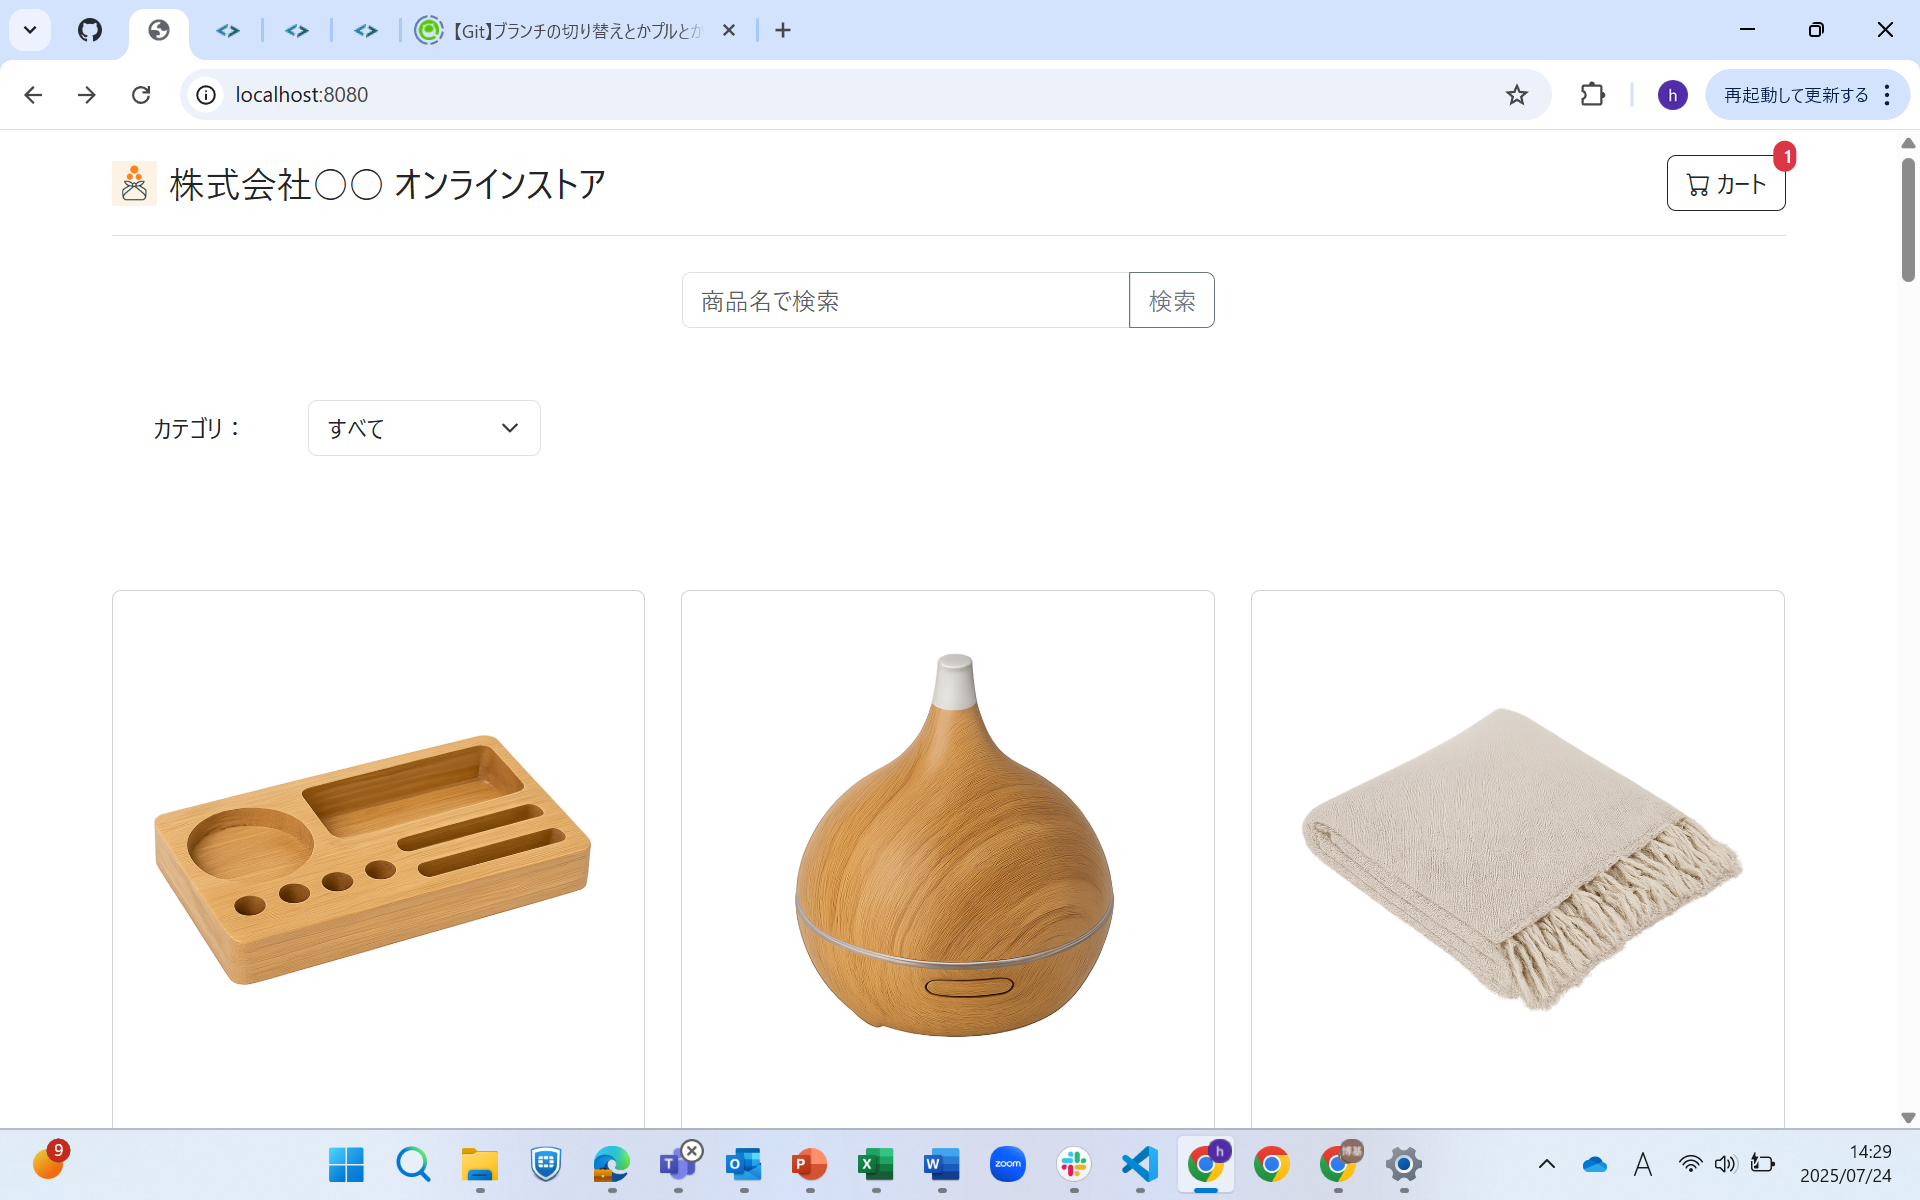 【Git】ブランチの切り替えとかプルとか
localhost:8080
h
再起動して更新する
株式会社〇〇 オンラインストア
カート
1
商品名で検索
検索
カテゴリ：
すべて
9
zoom
h
博基
A
14:29
2025/07/24